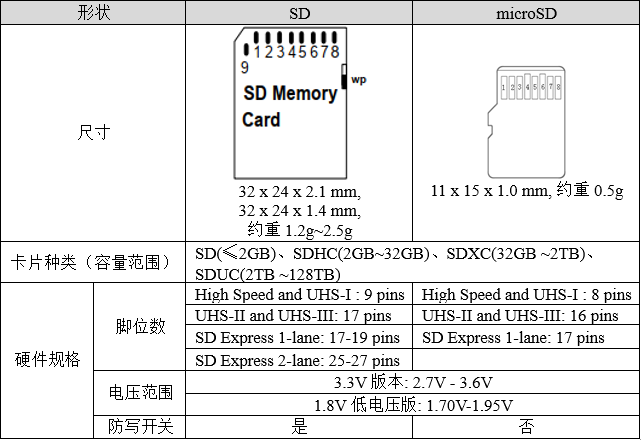 形状 SD microSD
尺寸
1 2 3 4 5 6 7 8
9
wp
SD Memory
Card
32 x 24 x 2.1 mm,
32 x 24 x 1.4 mm,
约重 1.2g~2.5g
1 2 3 4 5 6 7 8
11 x 15 x 1.0 mm, 约重 0.5g
卡片种类（容量范围）
SD(≤2GB)、SDHC(2GB~32GB)、SDXC(32GB ~2TB)、
SDUC(2TB ~128TB)
硬件规格
脚位数
High Speed and UHS-I : 9 pins High Speed and UHS-I : 8 pins
UHS-II and UHS-III: 17 pins UHS-II and UHS-III: 16 pins
SD Express 1-lane: 17-19 pins SD Express 1-lane: 17 pins
SD Express 2-lane: 25-27 pins
电压范围
3.3V 版本: 2.7V - 3.6V
1.8V 低电压版: 1.70V-1.95V
防写开关 是 否